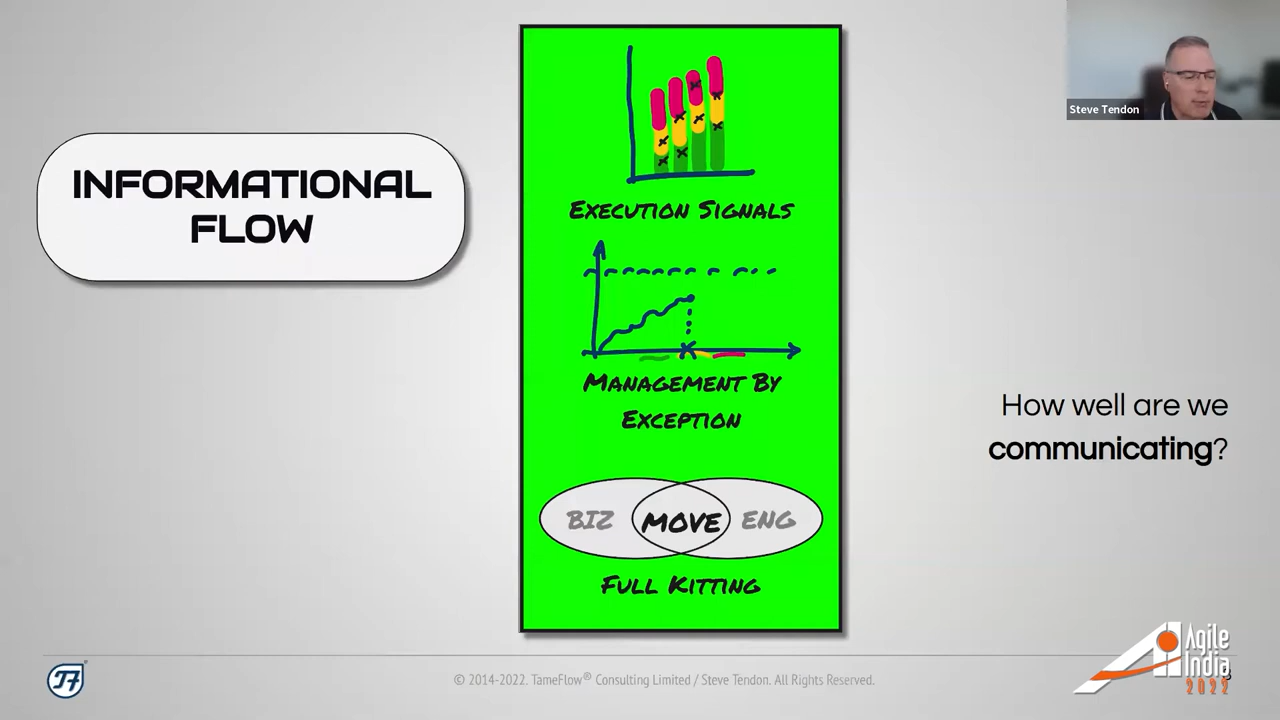 Steve Tendon
INFORMATIONAL
FLOW
EXECUTION SIGNALS
MANAGEMENT BY
EXCEPTION
BIZ MOVE ENG
FULL KITTING
How well are we
communicating?
© 2014-2022. TameFlow® Consulting Limited / Steve Tendon. All Rights Reserved.
Agile
India
2022